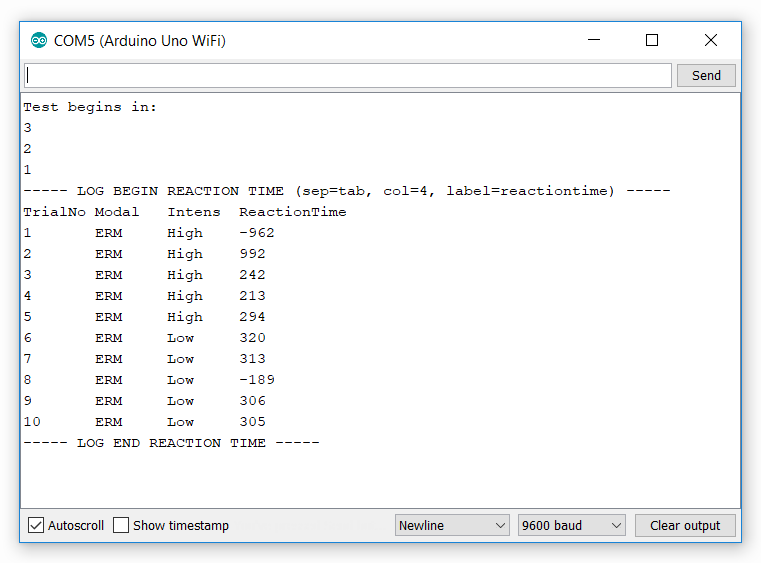 COM5 (Arduino Uno WiFi)
Send
Test begins in:
3
2
1
----- LOG BEGIN REACTION TIME (sep=tab, col=4, label=reactiontime) -----
TrialNo Modal Intens ReactionTime
1 ERM High -962
2 ERM High 992
3 ERM High 242
4 ERM High 213
5 ERM High 294
6 ERM Low 320
7 ERM Low 313
8 ERM Low -189
9 ERM Low 306
10 ERM Low 305
----- LOG END REACTION TIME -----
Autoscroll Show timestamp Newline 9600 baud Clear output